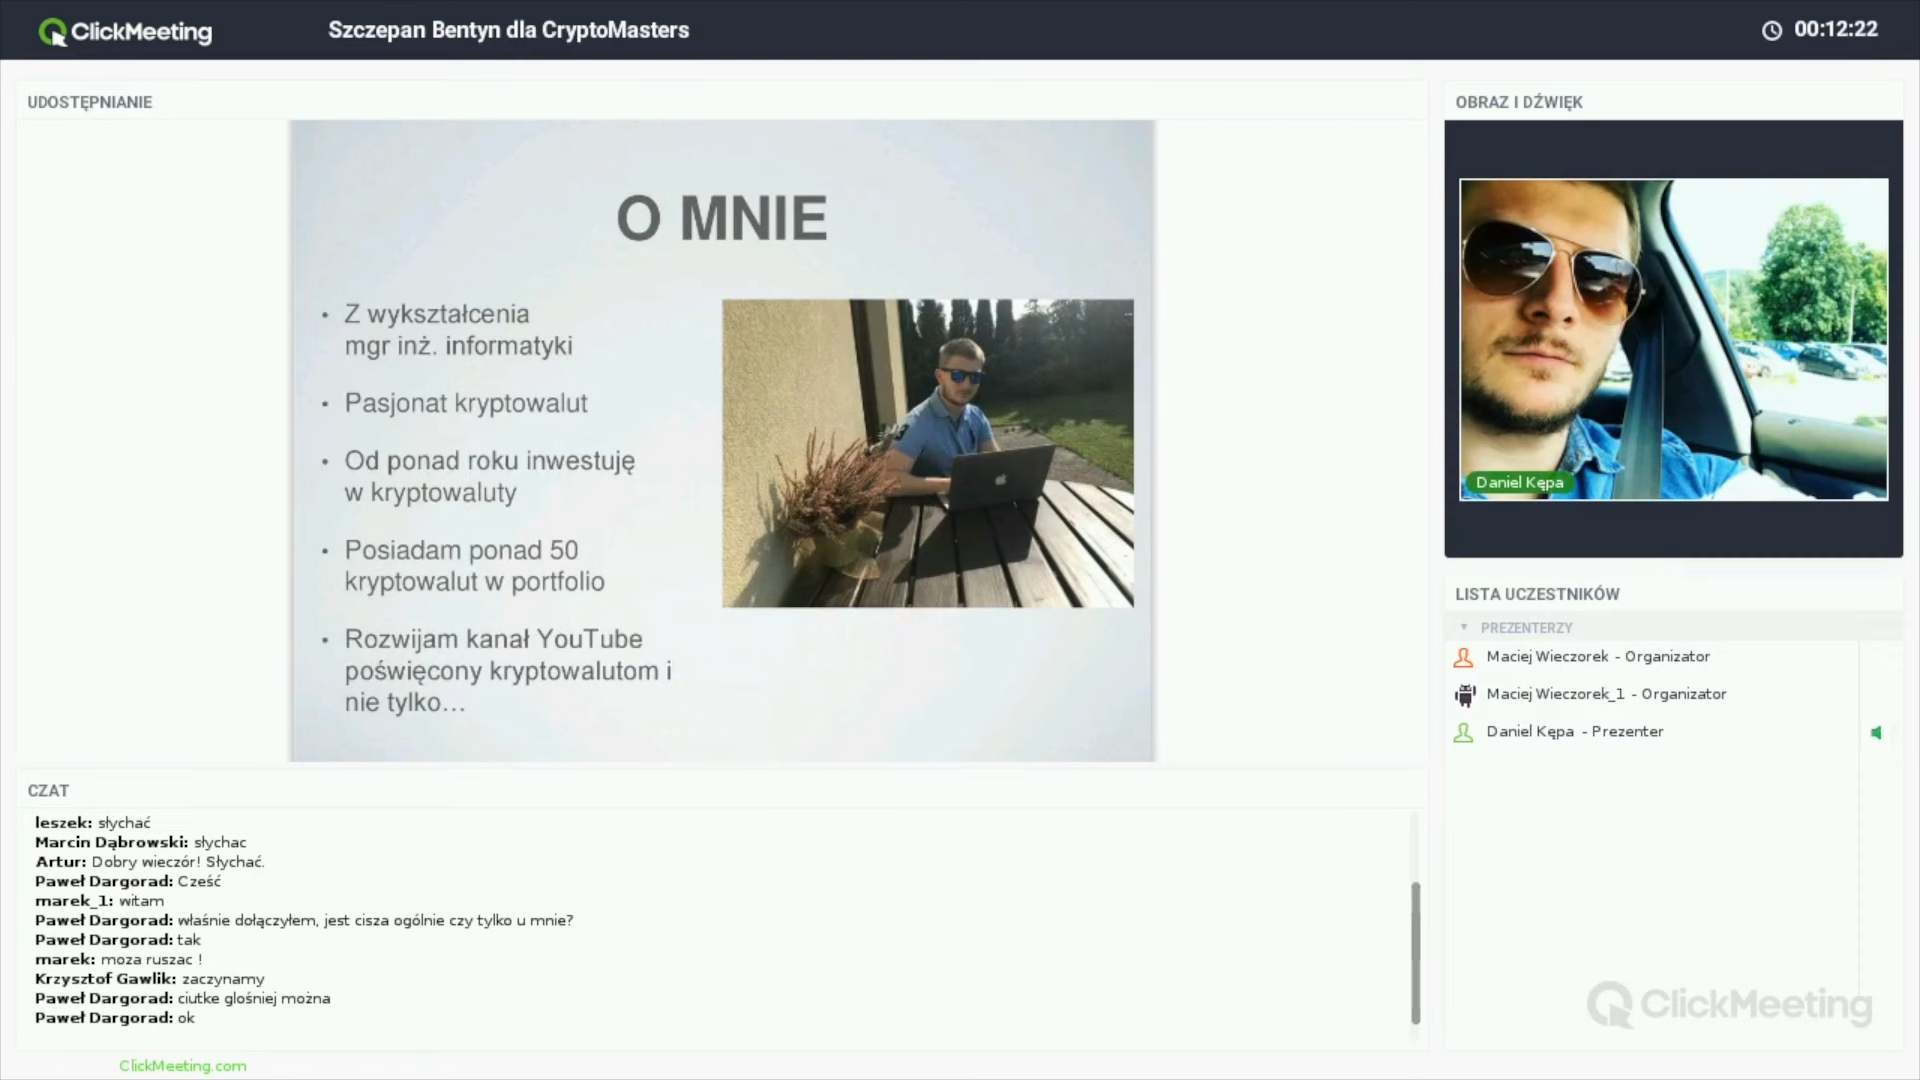 ClickMeeting
Szczepan Bentyn dla CryptoMasters
00:12:22
UDOSTĘPNIANIE
O MNIE
• Z wykształcenia
mgr inż. informatyki
• Pasjonat kryptowalut
• Od ponad roku inwestuję
w kryptowaluty
• Posiadam ponad 50
kryptowalut w portfolio
• Rozwijam kanał YouTube
poświęcony kryptowalutom i
nie tylko...
OBRAZ I DŹWIĘK
Daniel Kępa
LISTA UCZESTNIKÓW
PREZENTERZY
Maciej Wieczorek - Organizator
Maciej Wieczorek_1 - Organizator
Daniel Kępa - Prezenter
CZAT
leszek: słychać
Marcin Dąbrowski: słychac
Artur: Dobry wieczór! Słychać.
Paweł Dargorad: Cześć
marek_1: witam
Paweł Dargorad: właśnie dołączyłem, jest cisza ogólnie czy tylko u mnie?
Paweł Dargorad: tak
marek: moza ruszac !
Krzysztof Gawlik: zaczynamy
Paweł Dargorad: ciutke glośniej można
Paweł Dargorad: ok
ClickMeeting
ClickMeeting.com